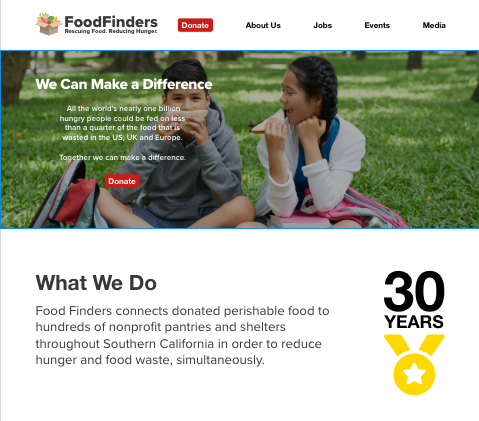 FoodFinders
Rescuing Food. Reducing Hunger.
Donate
About Us
Jobs
Events
Media
We Can Make a Difference
All the world's nearly one billion
hungry people could be fed on less
than a quarter of the food that is
wasted in the US, UK and Europe.
Together we can make a difference.
Donate
What We Do
Food Finders connects donated perishable food to
hundreds of nonprofit pantries and shelters
throughout Southern California in order to reduce
hunger and food waste, simultaneously.
30
YEARS